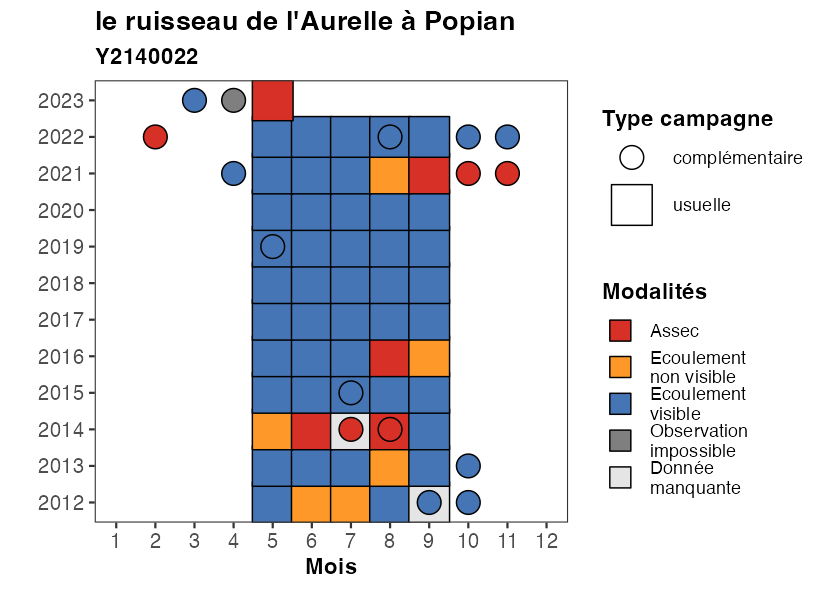 le ruisseau de l'Aurelle à Popian
Y2140022
2023
2022
2021
2020
2019
2018
2017
2016
2015
2014
2013
2012
1 2 3 4 5 6 7 8 9 10 11 12
Mois
Type campagne
complémentaire
usuelle
Modalités
Assec
Ecoulement
non visible
Ecoulement
visible
Observation
impossible
Donnée
manquante